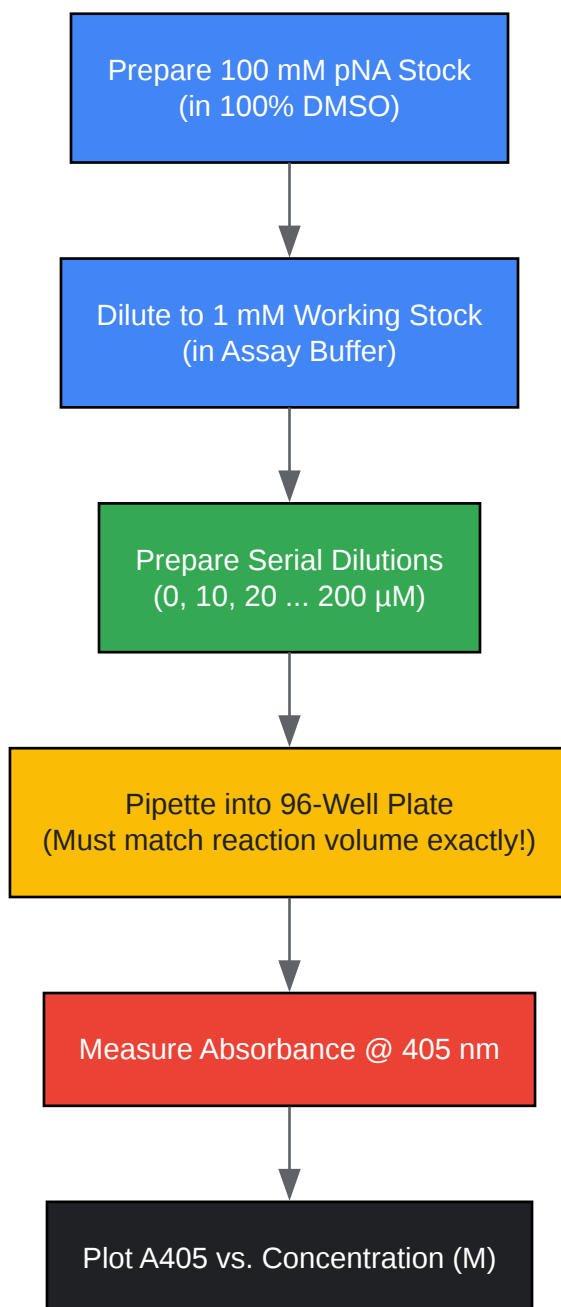 Prepare 100 mM pNA Stock
(in 100% DMSO)
Dilute to 1 mM Working Stock
(in Assay Buffer)
Prepare Serial Dilutions
(0, 10, 20 ... 200 µM)
Pipette into 96-Well Plate
(Must match reaction volume exactly!)
Measure Absorbance @ 405 nm
Plot A405 vs. Concentration (M)